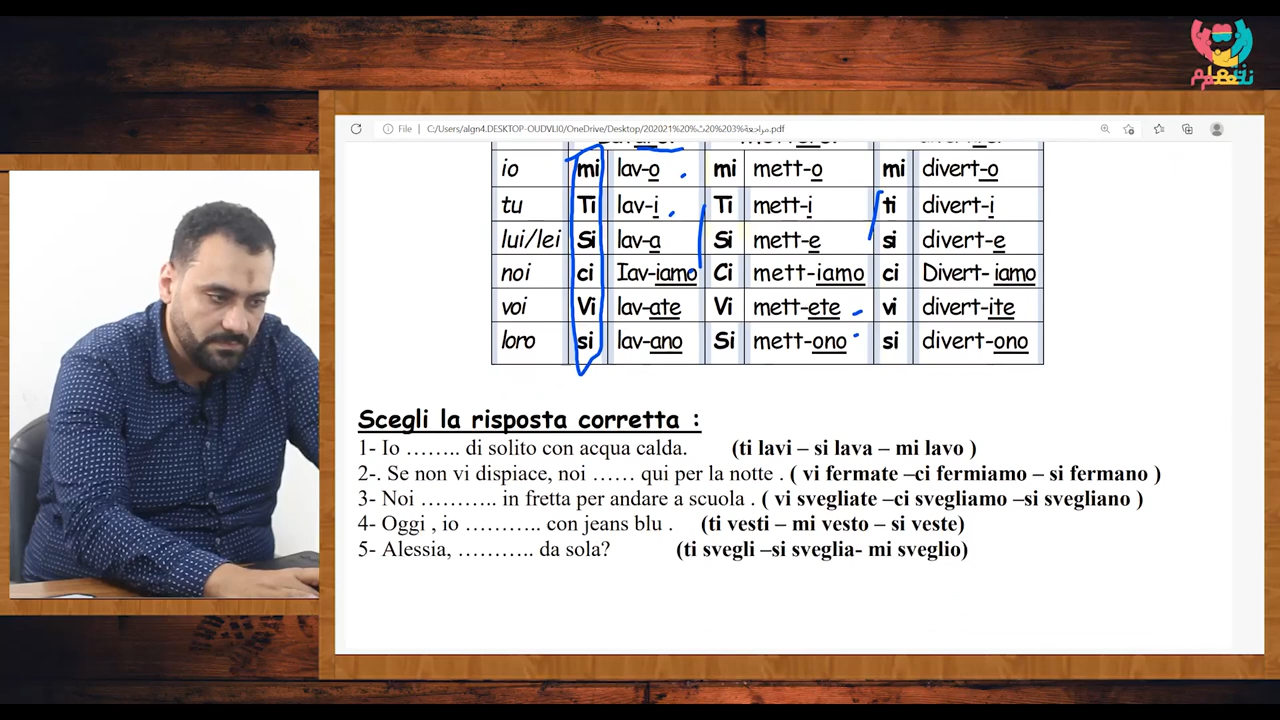 نتعلم
File C:/Users/algn4.DESKTOP-OUDVLI0/OneDrive/Desktop/202021%20%20%203%مراجعة.pdf
io mi lav-o mi mett-o mi divert-o
tu Ti lav-i Ti mett-i ti divert-i
lui/lei Si lav-a Si mett-e si divert-e
noi ci Iav-iamo Ci mett-iamo ci Divert- iamo
voi Vi lav-ate Vi mett-ete vi divert-ite
loro si lav-ano Si mett-ono si divert-ono
Scegli la risposta corretta :
1- Io …….. di solito con acqua calda. (ti lavi – si lava – mi lavo )
2-. Se non vi dispiace, noi …… qui per la notte . ( vi fermate –ci fermiamo – si fermano )
3- Noi ……….. in fretta per andare a scuola . ( vi svegliate –ci svegliamo –si svegliano )
4- Oggi , io ……….. con jeans blu . (ti vesti – mi vesto – si veste)
5- Alessia, ……….. da sola? (ti svegli –si sveglia- mi sveglio)